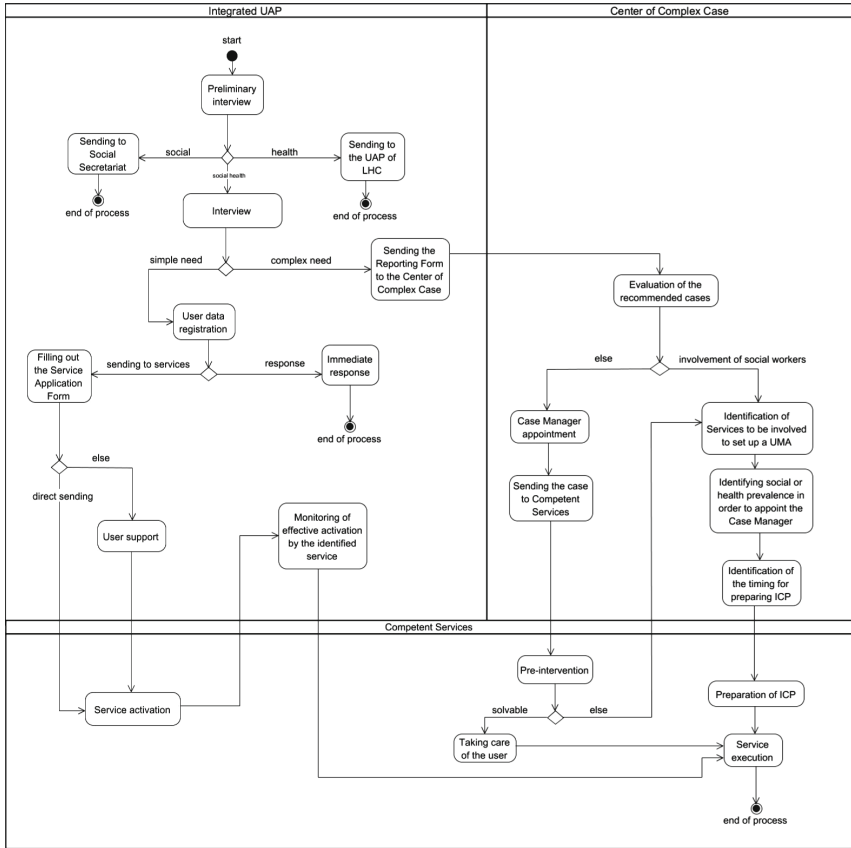 Integrated UAP
Center of Complex Case
start
Preliminary
interview
Sending to
Social
Secretariat
social
health
Sending to
the UAP of
LHC
social health
end of process
end of process
Interview
simple need
complex need
Sending the
Reporting Form
to the Center of
Complex Case
Evaluation of the
recommended cases
User data
registration
Filling out
the Service
Application
Form
sending to services
response
Immediate
response
end of process
else
involvement of social workers
Case Manager
appointment
Identification of
Services to be involved
to set up a UMA
else
direct sending
Sending the case
to Competent
Services
Identifying social or
health prevalence in
order to appoint the
Case Manager
User support
Monitoring of
effective activation
by the identified
service
Identification of
the timing for
preparing ICP
Competent Services
Pre-intervention
Preparation of ICP
Service activation
solvable
else
Taking care
of the user
Service
execution
end of process